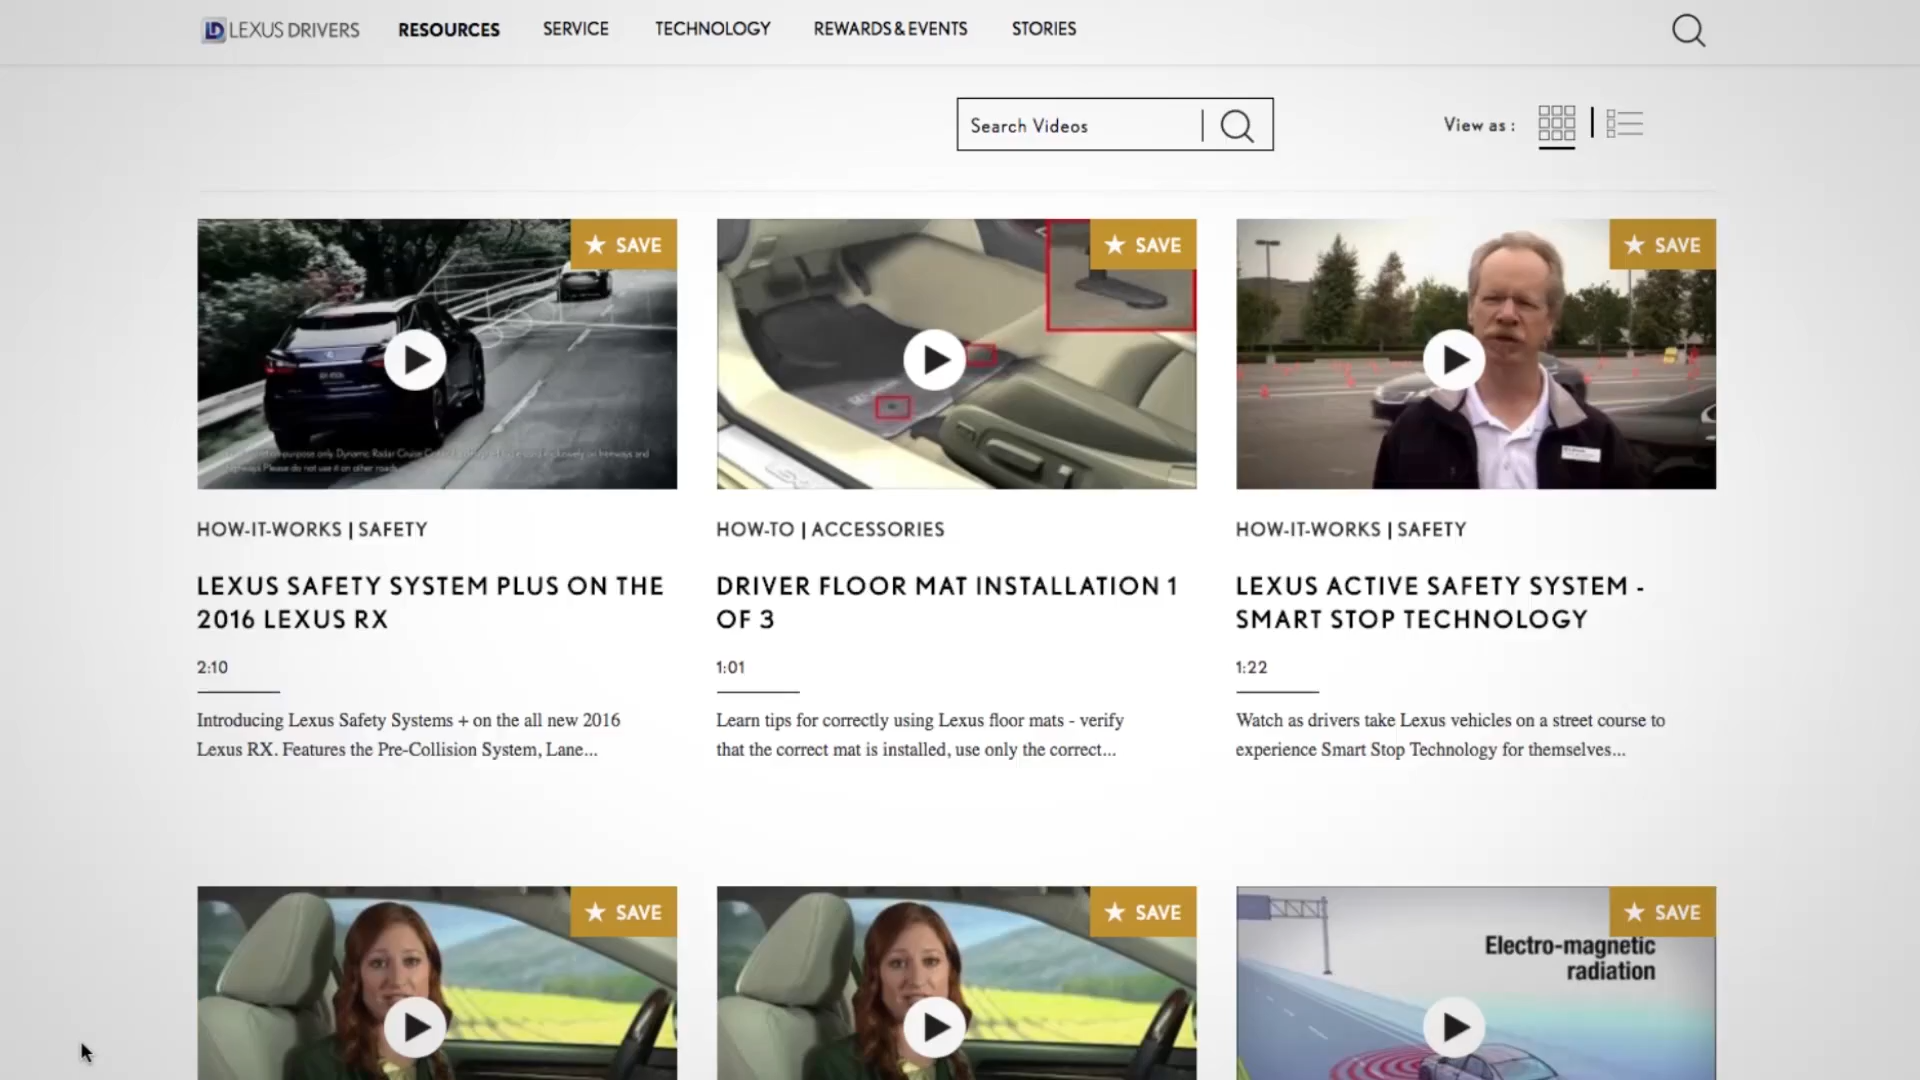 LEXUS DRIVERS RESOURCES SERVICE TECHNOLOGY REWARDS & EVENTS STORIES
Search Videos
View as :
SAVE
SAVE
SAVE
HOW-IT-WORKS | SAFETY
LEXUS SAFETY SYSTEM PLUS ON THE
2016 LEXUS RX
2:10
Introducing Lexus Safety Systems + on the all new 2016
Lexus RX. Features the Pre-Collision System, Lane...
HOW-TO | ACCESSORIES
DRIVER FLOOR MAT INSTALLATION 1
OF 3
1:01
Learn tips for correctly using Lexus floor mats - verify
that the correct mat is installed, use only the correct...
HOW-IT-WORKS | SAFETY
LEXUS ACTIVE SAFETY SYSTEM -
SMART STOP TECHNOLOGY
1:22
Watch as drivers take Lexus vehicles on a street course to
experience Smart Stop Technology for themselves...
SAVE
SAVE
SAVE
Electro-magnetic
radiation